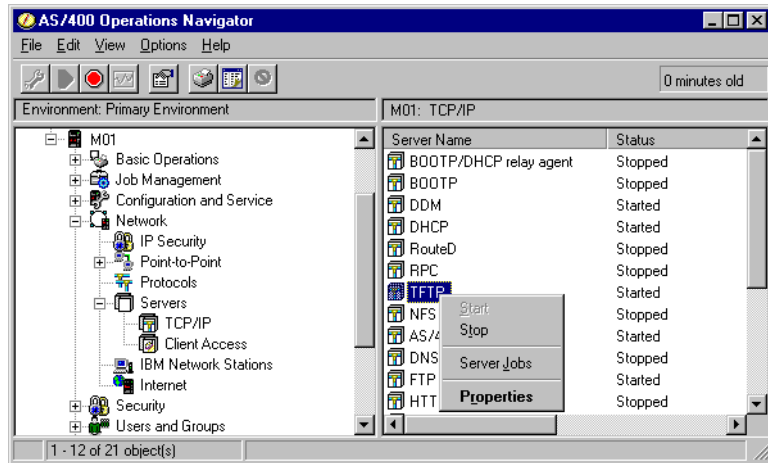 AS/400 Operations Navigator
File Edit View Options Help
0 minutes old
Environment: Primary Environment
M01: TCP/IP
M01
Basic Operations
Job Management
Configuration and Service
Network
IP Security
Point-to-Point
Protocols
Servers
TCP/IP
Client Access
IBM Network Stations
Internet
Security
Users and Groups
Server Name Status
BOOTP/DHCP relay agent Stopped
BOOTP Stopped
DDM Started
DHCP Started
RouteD Stopped
RPC Stopped
TFTP Started
NFS Stopped
AS/4 Started
DNS Stopped
FTP Started
HTT Stopped
Start
Stop
Server Jobs
Properties
1 - 12 of 21 object(s)